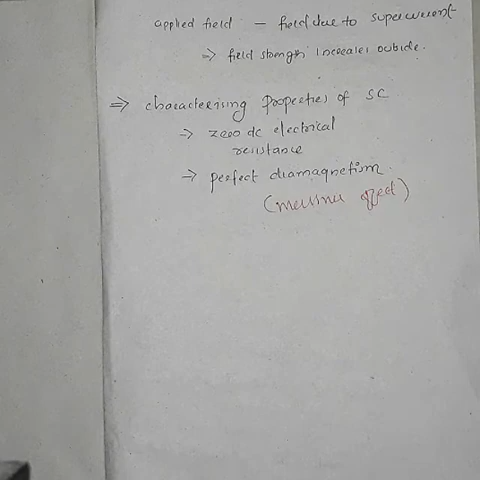 applied field - field due to supercurrent
⇒ field strength increases outside.
⇒ characterising properties of SC
→ zero dc electrical
resistance
→ perfect diamagnetism.
(meissner effect)